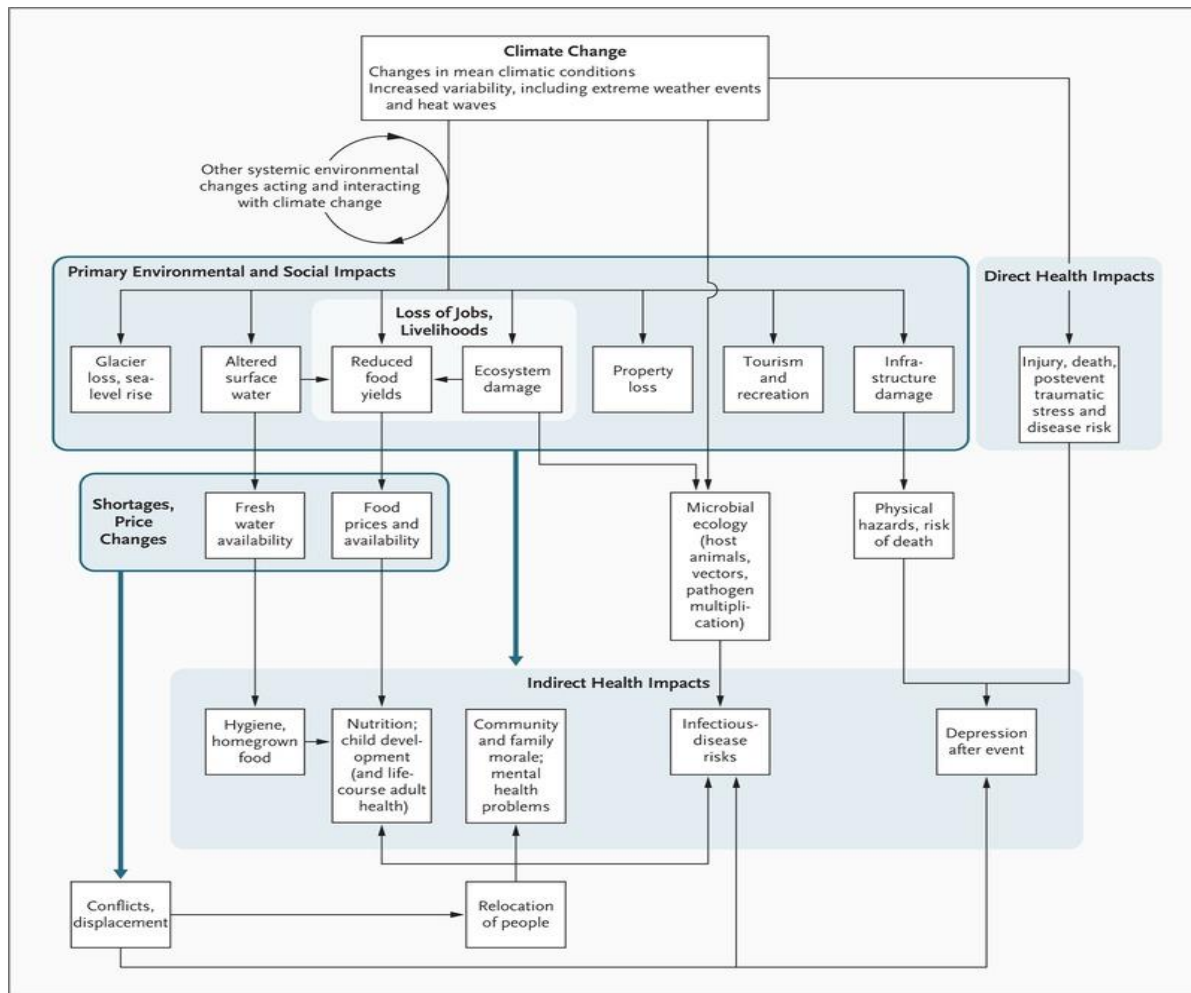 Climate Change
Changes in mean climatic conditions
Increased variability, including extreme weather events
and heat waves
Other systemic environmental
changes acting and interacting
with climate change
Primary Environmental and Social Impacts
Direct Health Impacts
Loss of Jobs,
Livelihoods
Glacier
loss, sea-
level rise
Altered
surface
water
Reduced
food
yields
Ecosystem
damage
Property
loss
Tourism
and
recreation
Infra-
structure
damage
Injury, death,
postevent
traumatic
stress and
disease risk
Shortages,
Price
Changes
Fresh
water
availability
Food
prices and
availability
Microbial
ecology
(host
animals,
vectors,
pathogen
multipli-
cation)
Physical
hazards, risk
of death
Indirect Health Impacts
Hygiene,
homegrown
food
Nutrition;
child devel-
opment
(and life-
course adult
health)
Community
and family
morale;
mental
health
problems
Infectious-
disease
risks
Depression
after event
Conflicts,
displacement
Relocation
of people